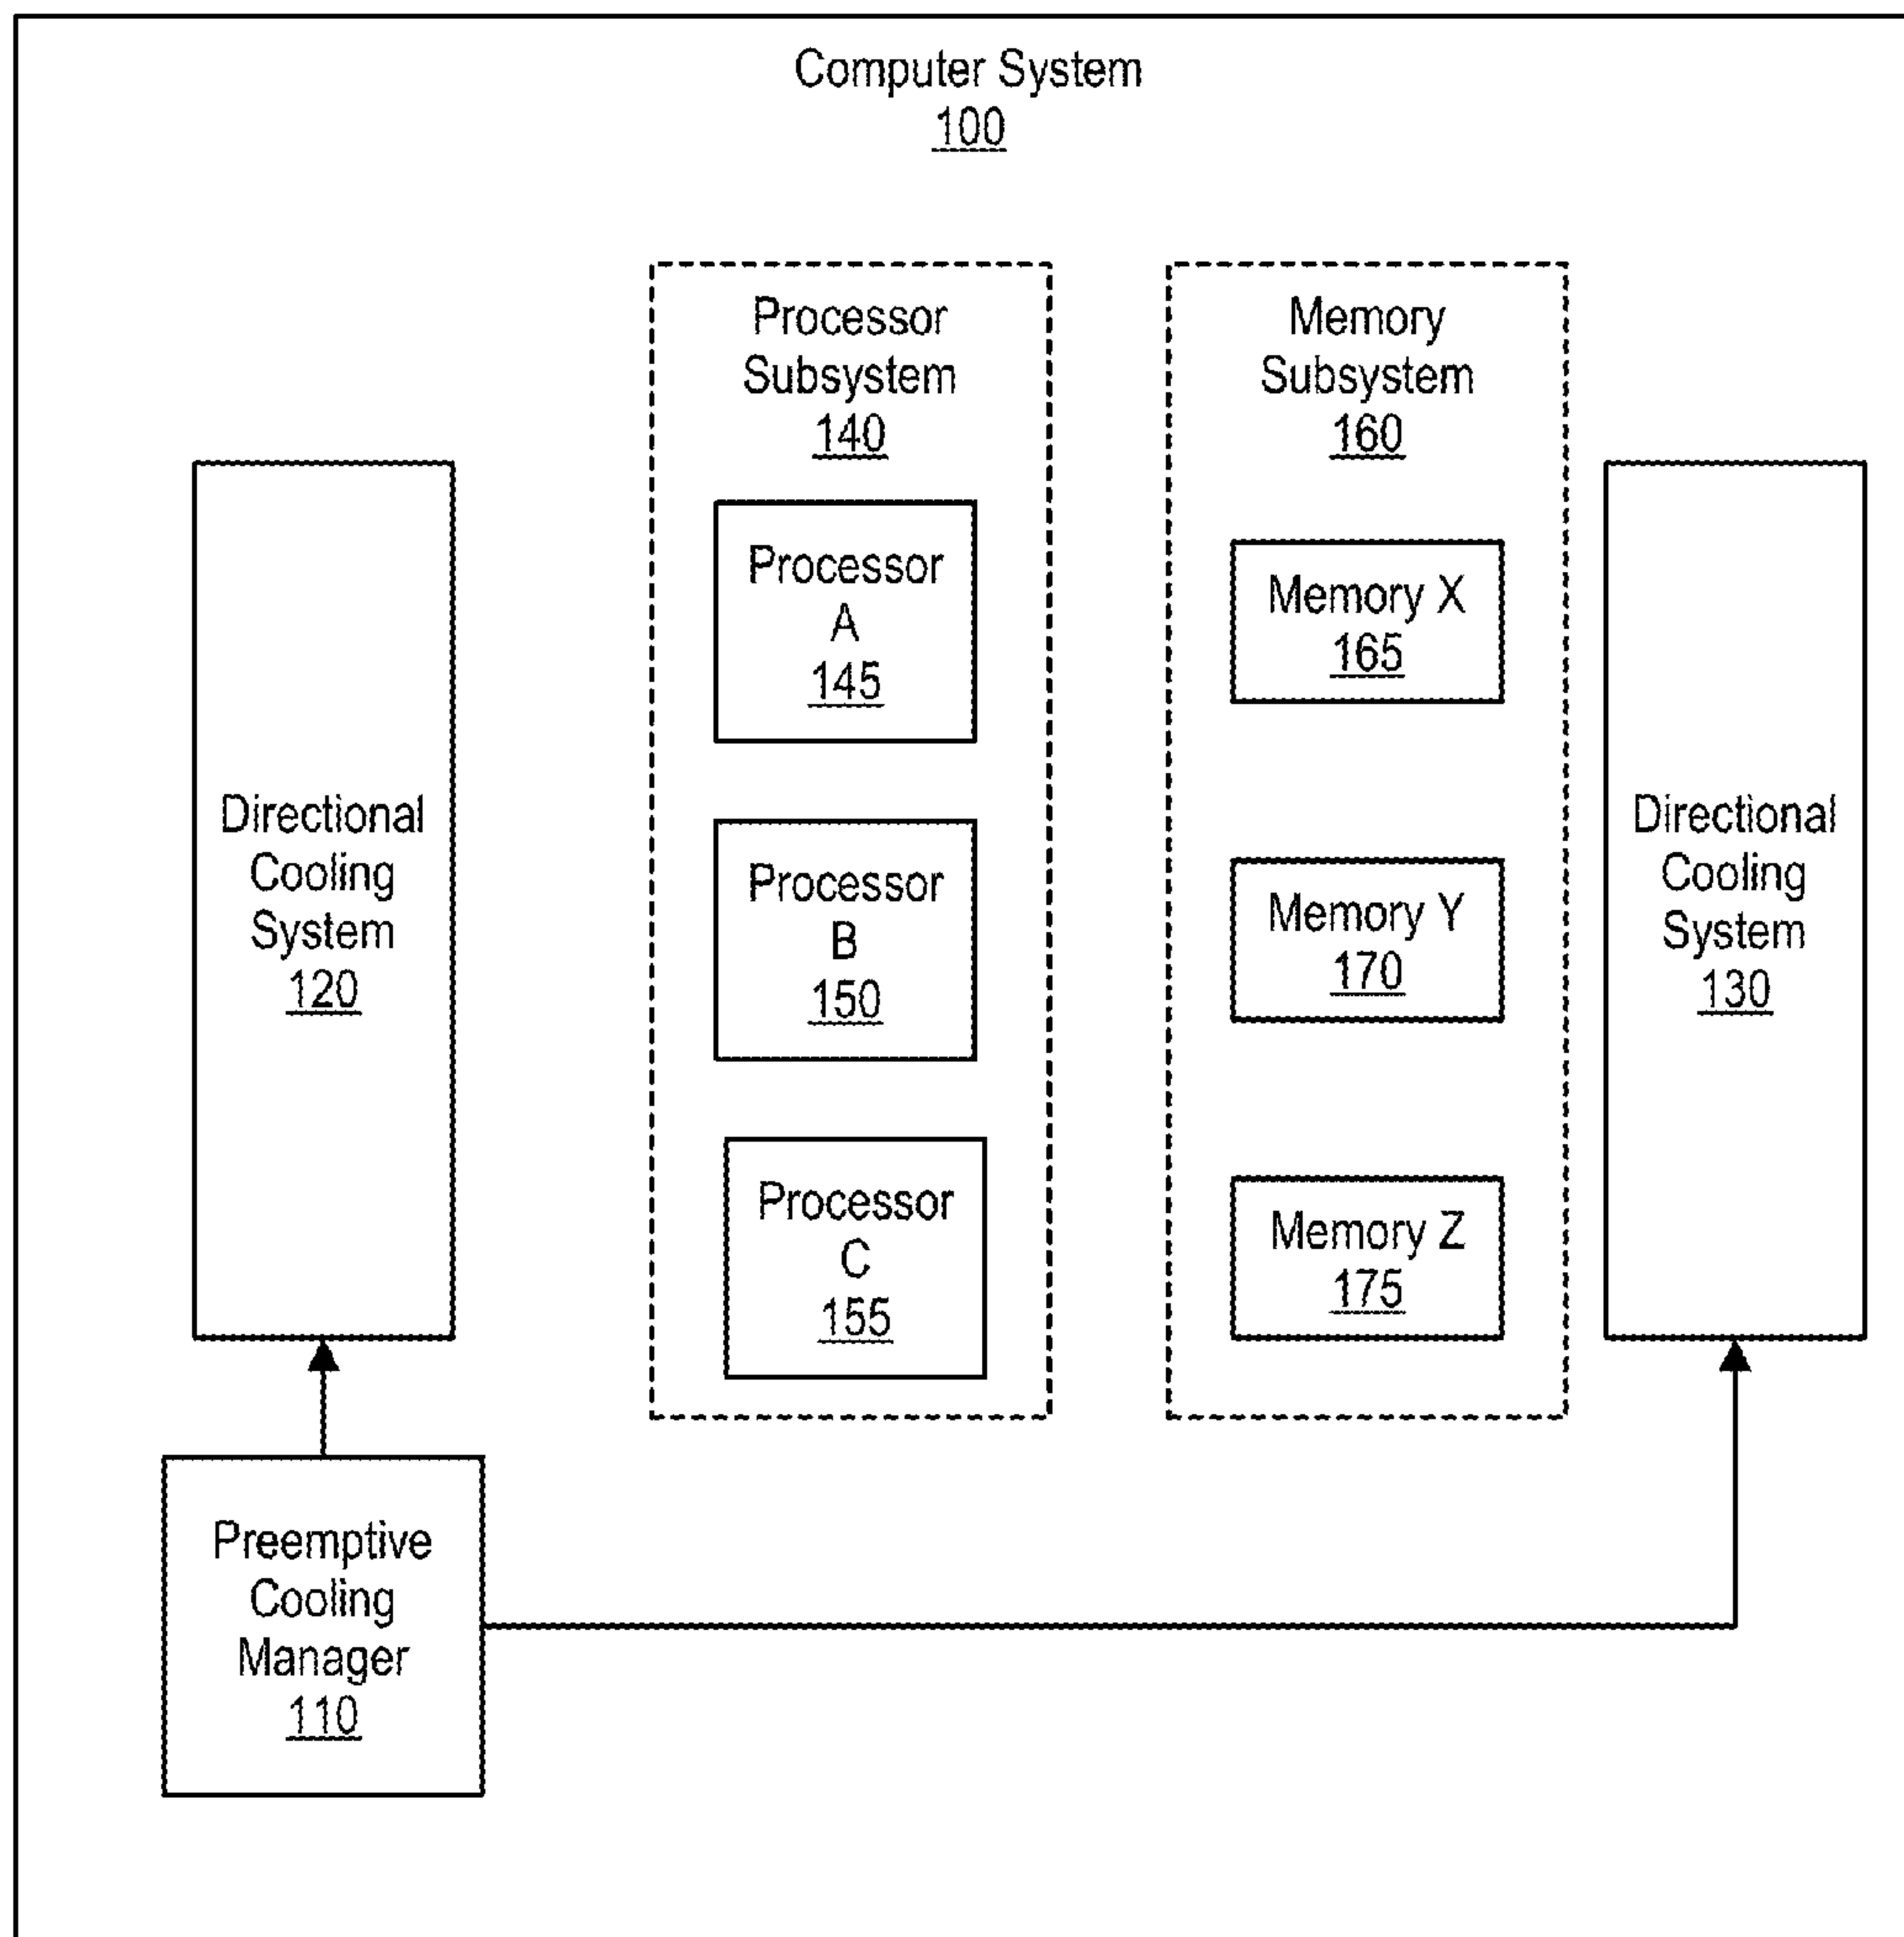 Computer System
100
Processor
Subsystem
140
Memory
Subsystem
160
Directional
Cooling
System
120
Processor
A
145
Processor
B
150
Processor
C
155
Memory X
165
Memory Y
170
Memory Z
175
Directional
Cooling
System
130
Preemptive
Cooling
Manager
110